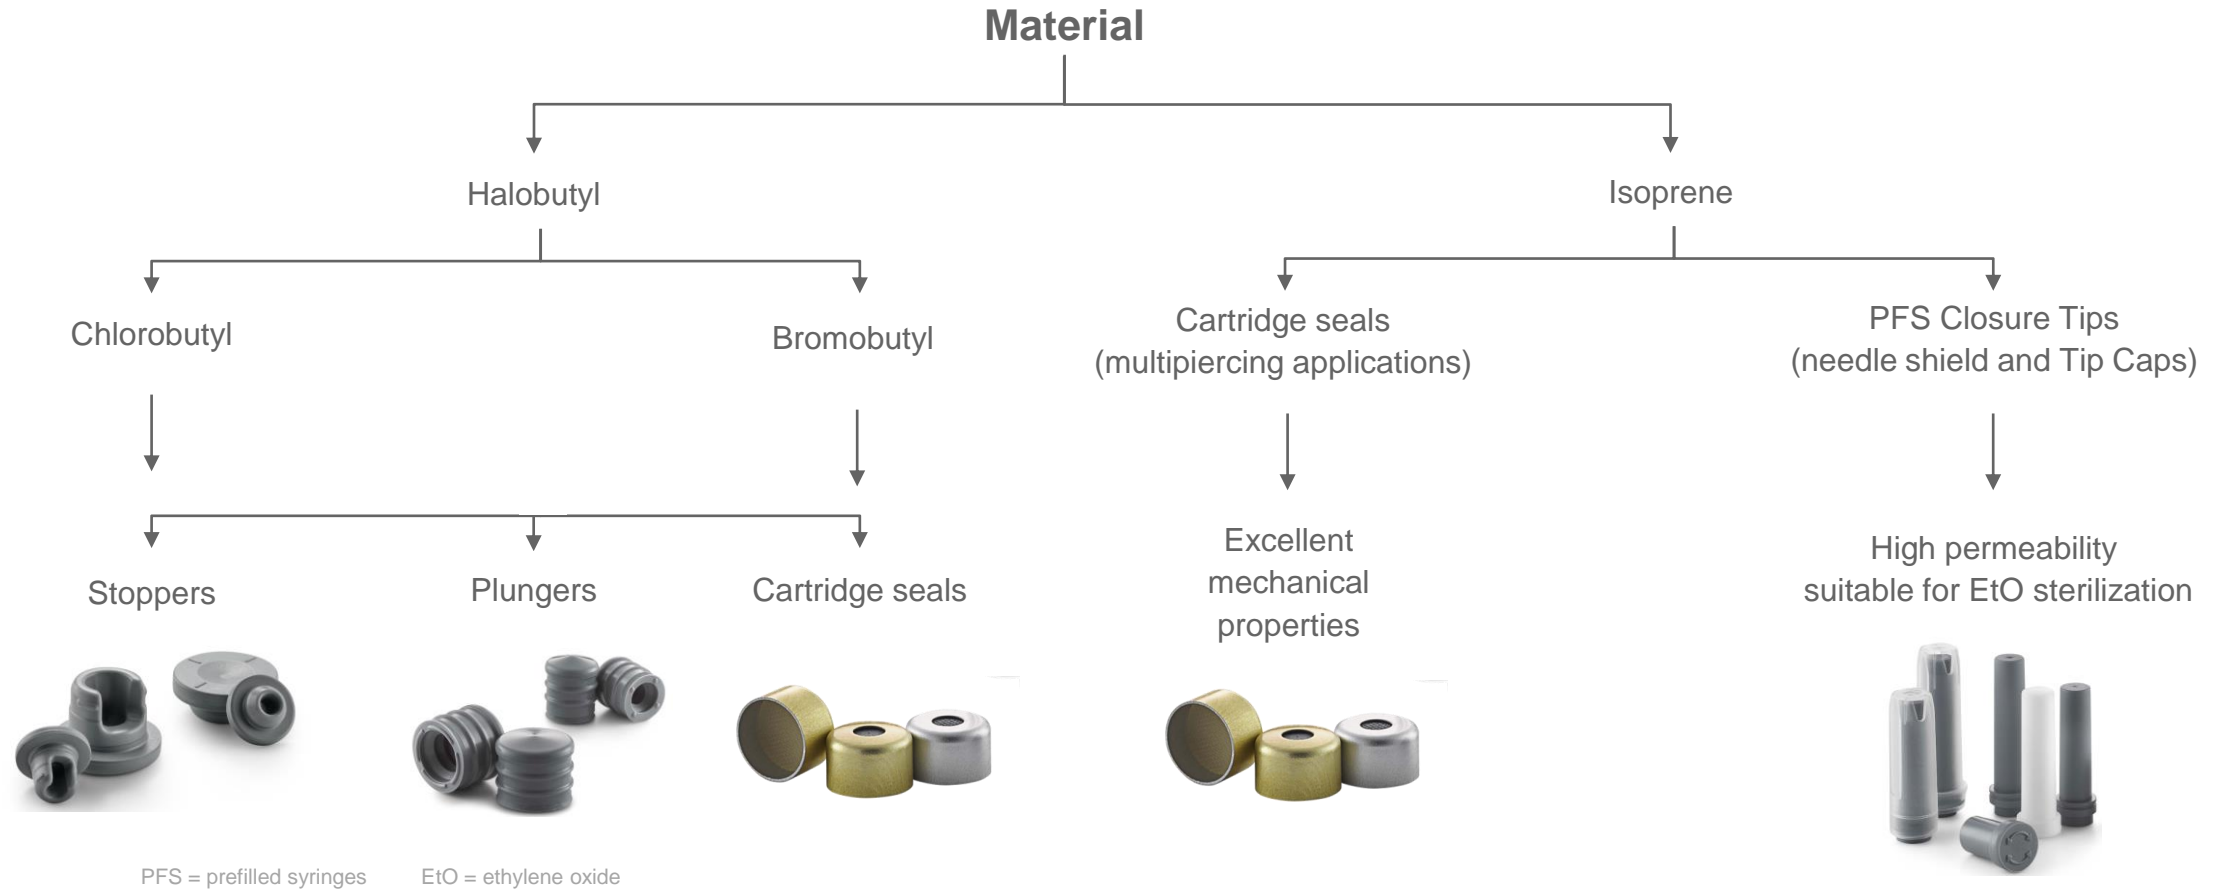 Material
Halobutyl
Isoprene
Chlorobutyl
Bromobutyl
Cartridge seals
(multipiercing applications)
PFS Closure Tips
(needle shield and Tip Caps)
Stoppers
Plungers
Cartridge seals
Excellent
mechanical
properties
High permeability
suitable for EtO sterilization
PFS = prefilled syringes
EtO = ethylene oxide